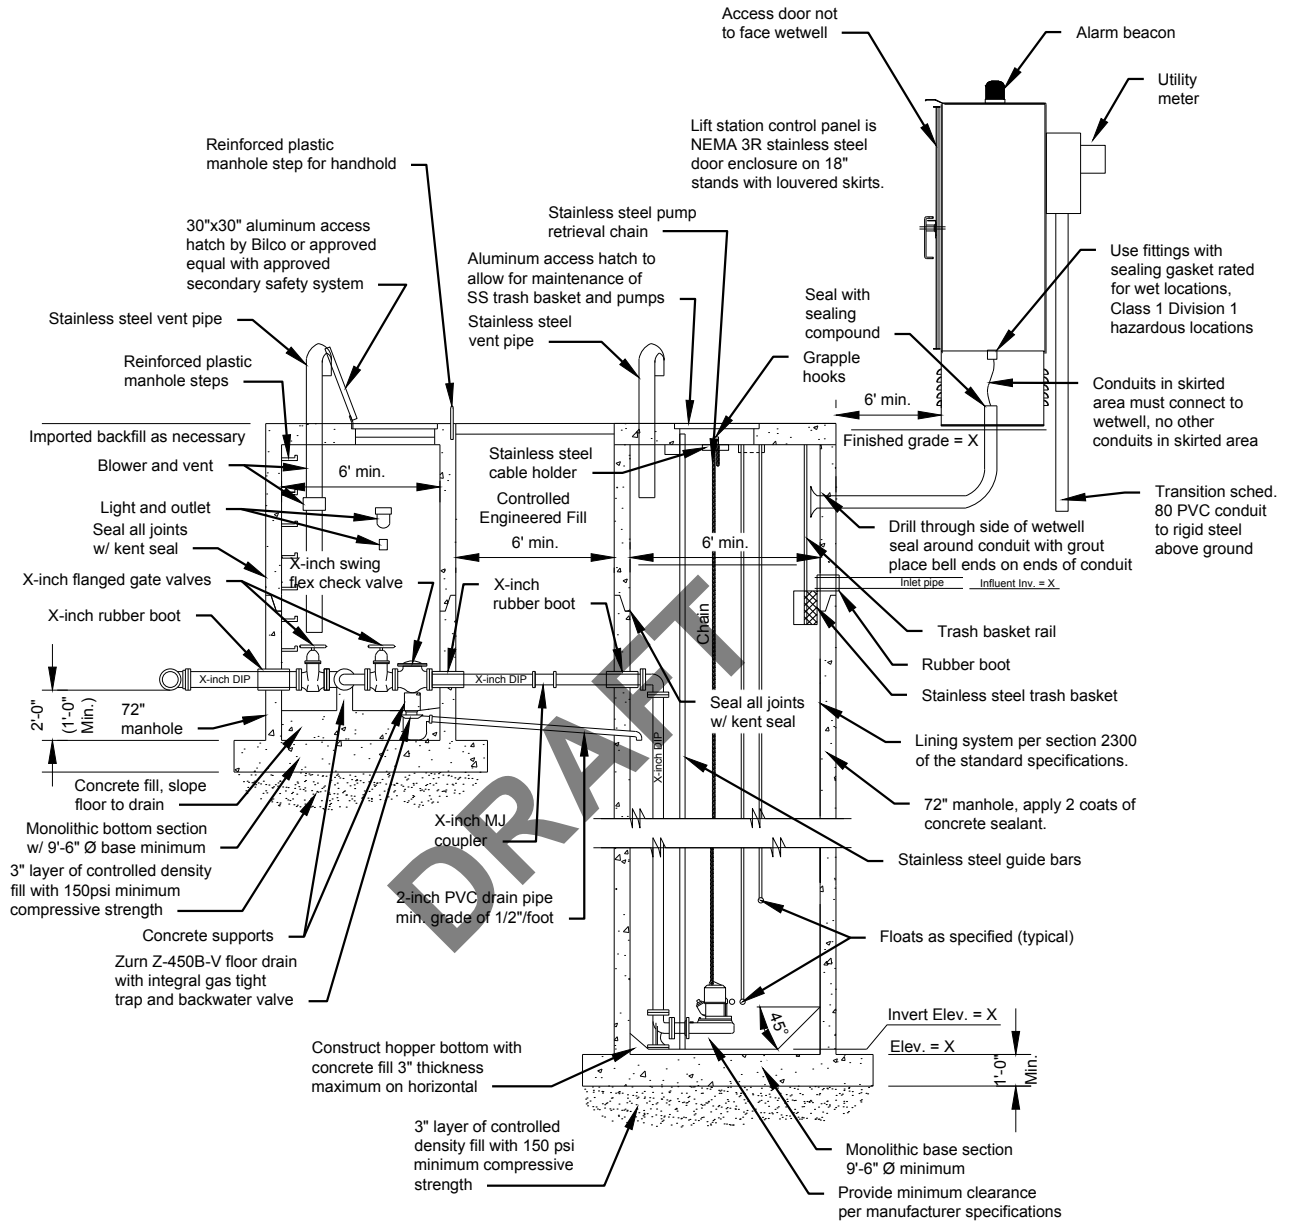 Access door not
to face wetwell
Alarm beacon
Utility
meter
Lift station control panel is
NEMA 3R stainless steel
door enclosure on 18"
stands with louvered skirts.
Reinforced plastic
manhole step for handhold
30"x30" aluminum access
hatch by Bilco or approved
equal with approved
secondary safety system
Stainless steel pump
retrieval chain
Aluminum access hatch to
allow for maintenance of
SS trash basket and pumps
Use fittings with
sealing gasket rated
for wet locations,
Class 1 Division 1
hazardous locations
Seal with
sealing
compound
Stainless steel vent pipe
Stainless steel
vent pipe
Reinforced plastic
manhole steps
Grapple
hooks
Conduits in skirted
area must connect to
wetwell, no other
conduits in skirted area
6' min.
Imported backfill as necessary
Finished grade = X
Blower and vent
6' min.
Stainless steel
cable holder
Controlled
Engineered Fill
Light and outlet
Seal all joints
w/ kent seal
Transition sched.
80 PVC conduit
to rigid steel
above ground
Drill through side of wetwell
seal around conduit with grout
place bell ends on ends of conduit
6' min.
6' min.
X-inch swing
flex check valve
X-inch flanged gate valves
X-inch
rubber boot
Inlet pipe
Influent Inv. = X
X-inch rubber boot
Chain
Trash basket rail
Rubber boot
Stainless steel trash basket
X-inch DIP
X-inch DIP
2'-0"
(1'-0"
Min.)
72"
manhole
Seal all joints
w/ kent seal
X-inch DIP
Lining system per section 2300
of the standard specifications.
Concrete fill, slope
floor to drain
72" manhole, apply 2 coats of
concrete sealant.
Monolithic bottom section
w/ 9'-6" Ø base minimum
X-inch MJ
coupler
Stainless steel guide bars
3" layer of controlled density
fill with 150psi minimum
compressive strength
2-inch PVC drain pipe
min. grade of 1/2"/foot
DRAFT
Concrete supports
Floats as specified (typical)
Zurn Z-450B-V floor drain
with integral gas tight
trap and backwater valve
45°
Invert Elev. = X
Elev. = X
Construct hopper bottom with
concrete fill 3" thickness
maximum on horizontal
1'-0"
Min.
3" layer of controlled
density fill with 150 psi
minimum compressive
strength
Monolithic base section
9'-6" Ø minimum
Provide minimum clearance
per manufacturer specifications